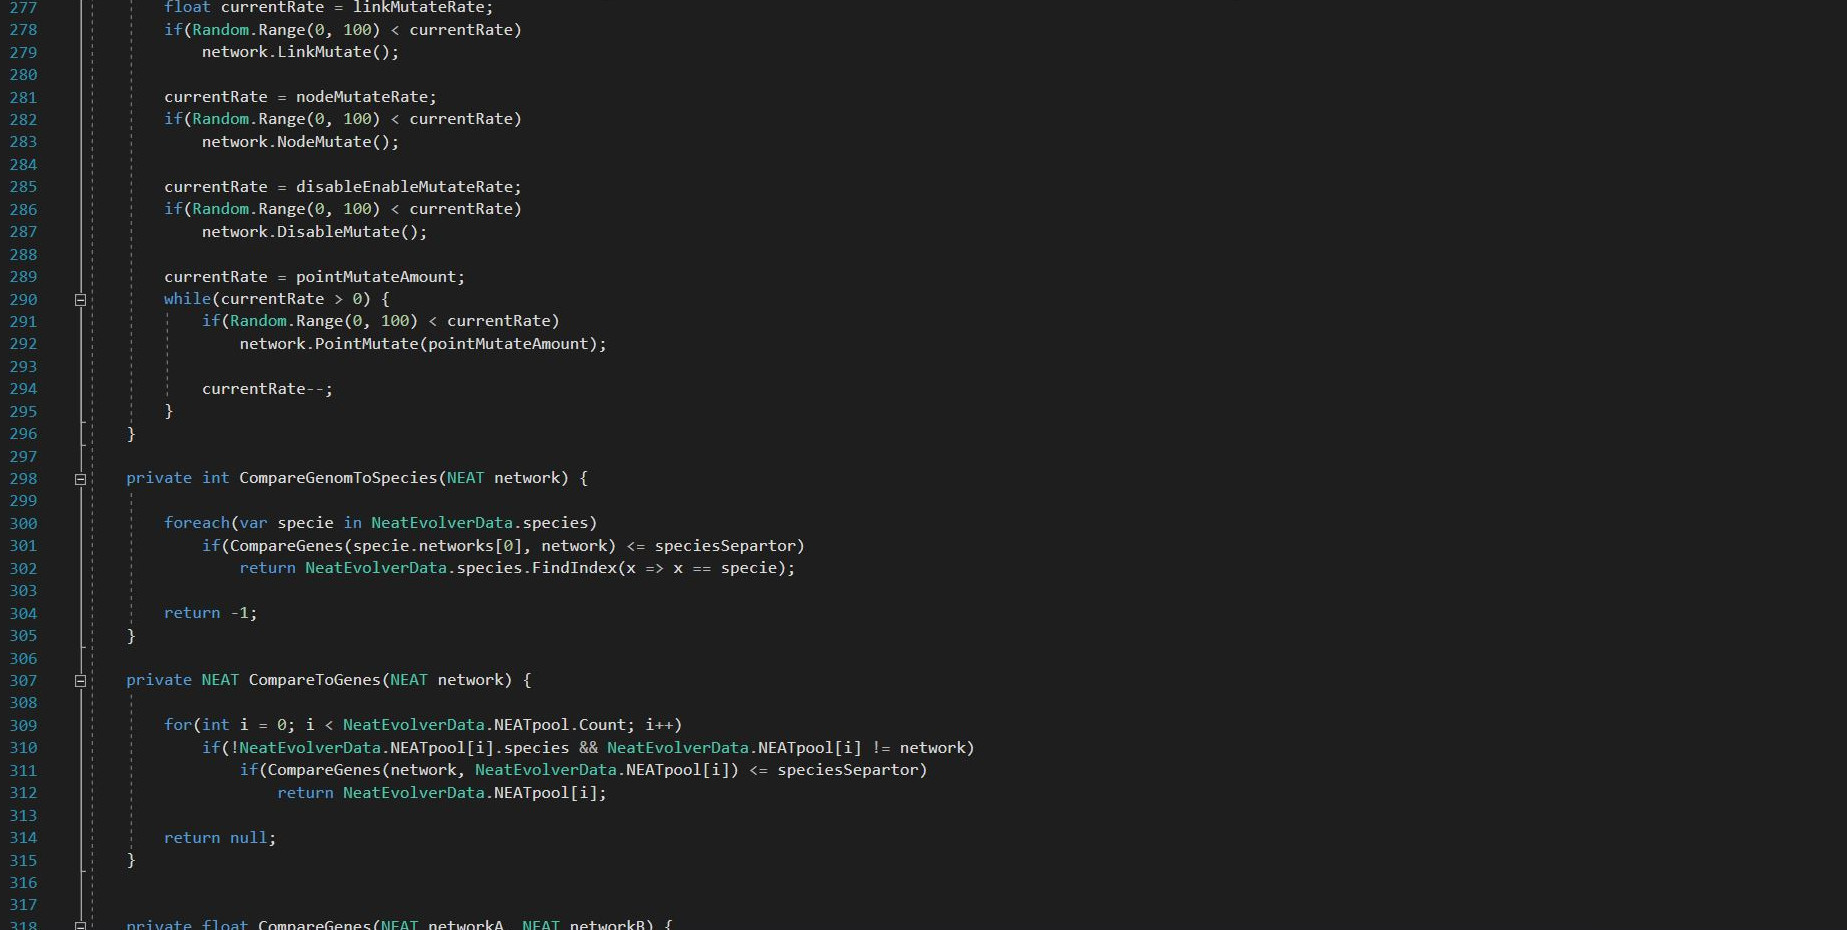 277 float currentRate = linkMutateRate;
278 if(Random.Range(0, 100) < currentRate)
279 network.LinkMutate();
280
281 currentRate = nodeMutateRate;
282 if(Random.Range(0, 100) < currentRate)
283 network.NodeMutate();
284
285 currentRate = disableEnableMutateRate;
286 if(Random.Range(0, 100) < currentRate)
287 network.DisableMutate();
288
289 currentRate = pointMutateAmount;
290 while(currentRate > 0) {
291 if(Random.Range(0, 100) < currentRate)
292 network.PointMutate(pointMutateAmount);
293
294 currentRate--;
295 }
296 }
297
298 private int CompareGenomToSpecies(NEAT network) {
299
300 foreach(var specie in NeatEvolverData.species)
301 if(CompareGenes(specie.networks[0], network) <= speciesSepartor)
302 return NeatEvolverData.species.FindIndex(x => x == specie);
303
304 return -1;
305 }
306
307 private NEAT CompareToGenes(NEAT network) {
308
309 for(int i = 0; i < NeatEvolverData.NEATpool.Count; i++)
310 if(!NeatEvolverData.NEATpool[i].species && NeatEvolverData.NEATpool[i] != network)
311 if(CompareGenes(network, NeatEvolverData.NEATpool[i]) <= speciesSepartor)
312 return NeatEvolverData.NEATpool[i];
313
314 return null;
315 }
316
317
318 private float CompareGenes(NEAT networkA, NEAT networkB) {